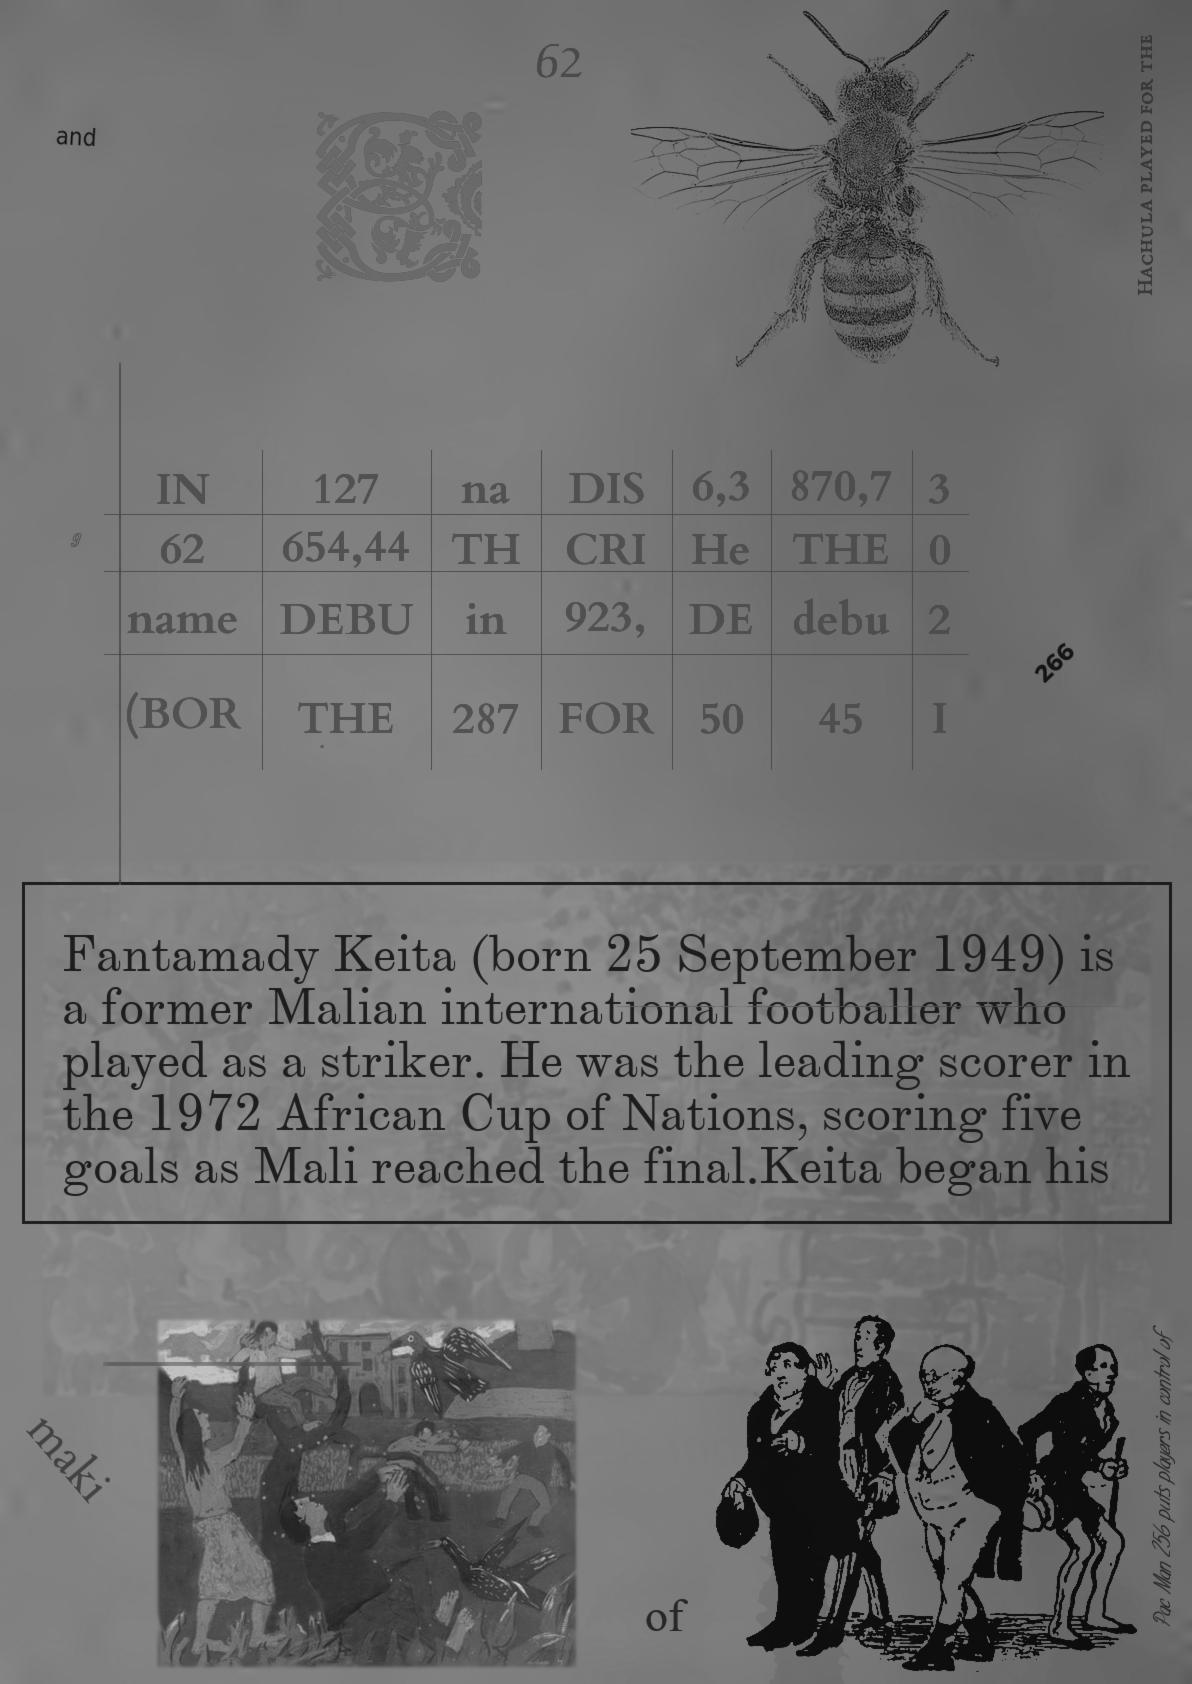 62
HACHULA PLAYED FOR THE
and
IN 127 na DIS 6,3 870,7 3
62 654,44 TH CRI He THE 0
g
name DEBU in 923, DE debu 2
266
(BOR THE 287 FOR 50 45 I
Fantamady Keita (born 25 September 1949) is
a former Malian international footballer who
played as a striker. He was the leading scorer in
the 1972 African Cup of Nations, scoring five
goals as Mali reached the final.Keita began his
maki
Pac Man 256 puts players in control of
of